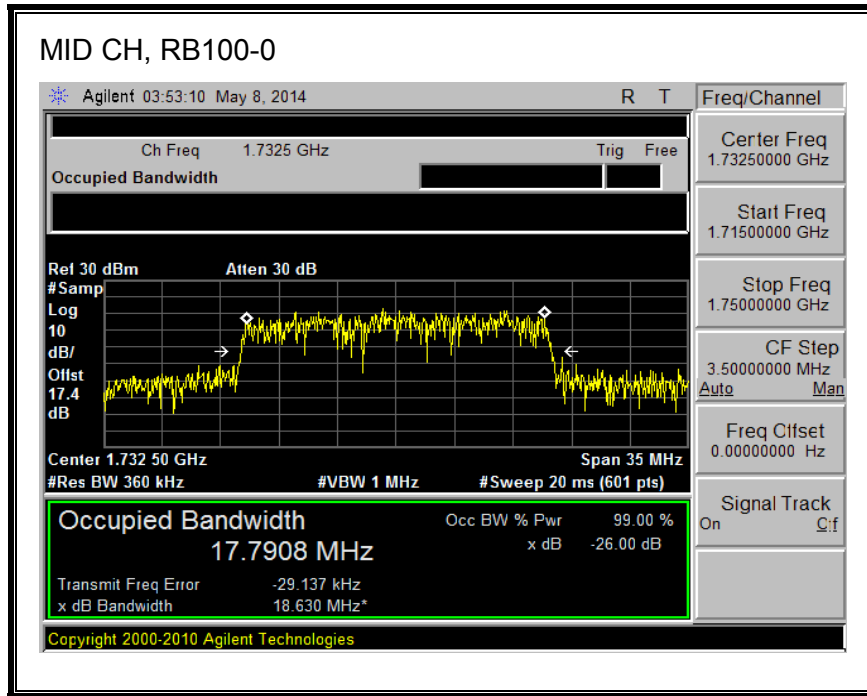 MID CH, RB100-0
Agilent 03:53:10 May 8, 2014 R T
Freq/Channel
Ch Freq 1.7325 GHz Trig Free
Occupied Bandwidth
Center Freq
1.73250000 GHz
Start Freq
1.71500000 GHz
Stop Freq
1.75000000 GHz
CF Step
3.50000000 MHz
Auto Man
Freq Offset
0.00000000 Hz
Signal Track
On Off
Ref 30 dBm Atten 30 dB
#Samp
Log
10
dB/
Offst
17.4
dB
Center 1.732 50 GHz Span 35 MHz
#Res BW 360 kHz #VBW 1 MHz #Sweep 20 ms (601 pts)
Occupied Bandwidth Occ BW % Pwr 99.00 %
17.7908 MHz x dB -26.00 dB
Transmit Freq Error -29.137 kHz
x dB Bandwidth 18.630 MHz*
Copyright 2000-2010 Agilent Technologies